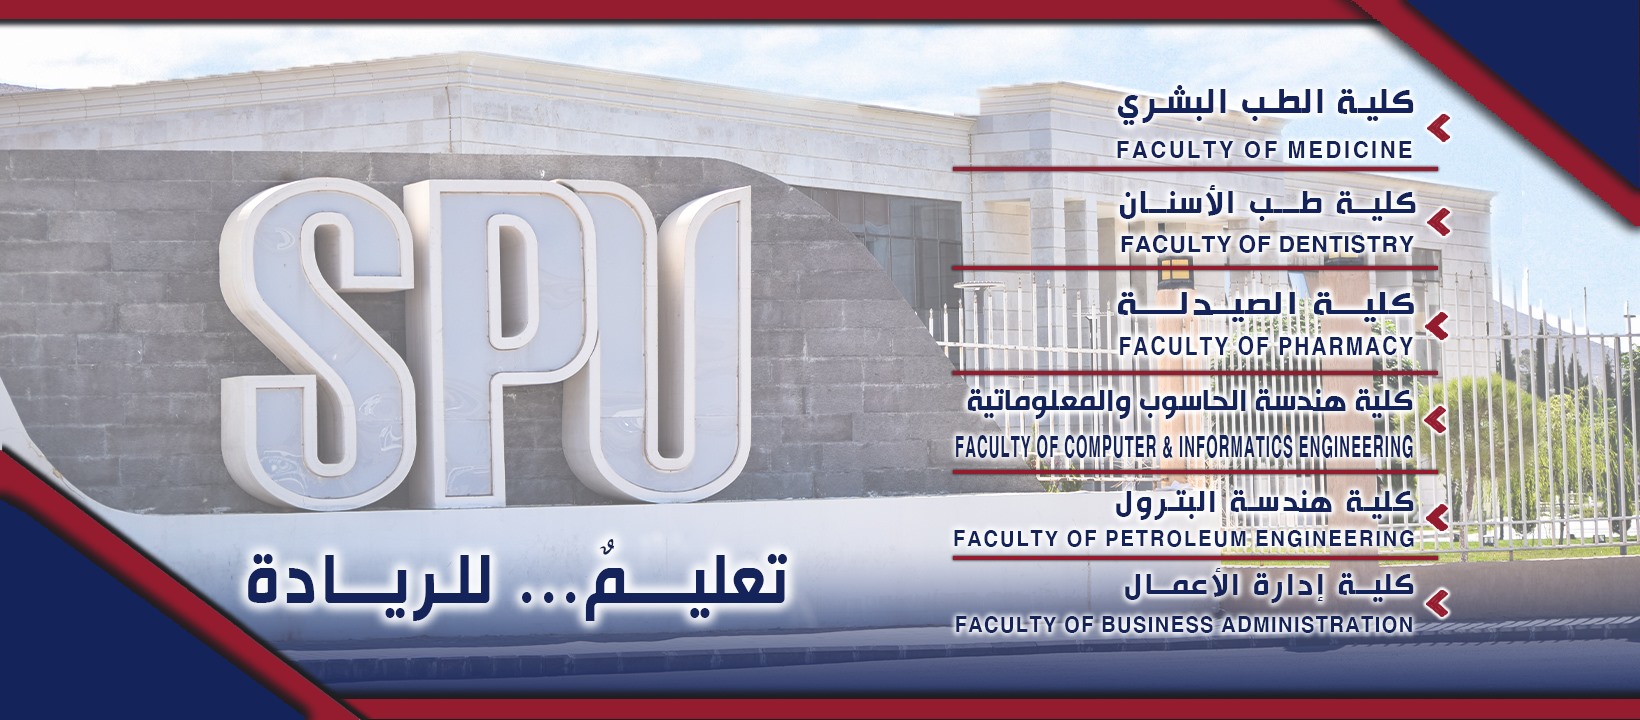 SPU
تعليمٌ... للريادة
كلية الطب البشري
FACULTY OF MEDICINE
كلية طب الأسنان
FACULTY OF DENTISTRY
كلية الصيدلة
FACULTY OF PHARMACY
كلية هندسة الحاسوب والمعلوماتية
FACULTY OF COMPUTER & INFORMATICS ENGINEERING
كلية هندسة البترول
FACULTY OF PETROLEUM ENGINEERING
كلية إدارة الأعمال
FACULTY OF BUSINESS ADMINISTRATION